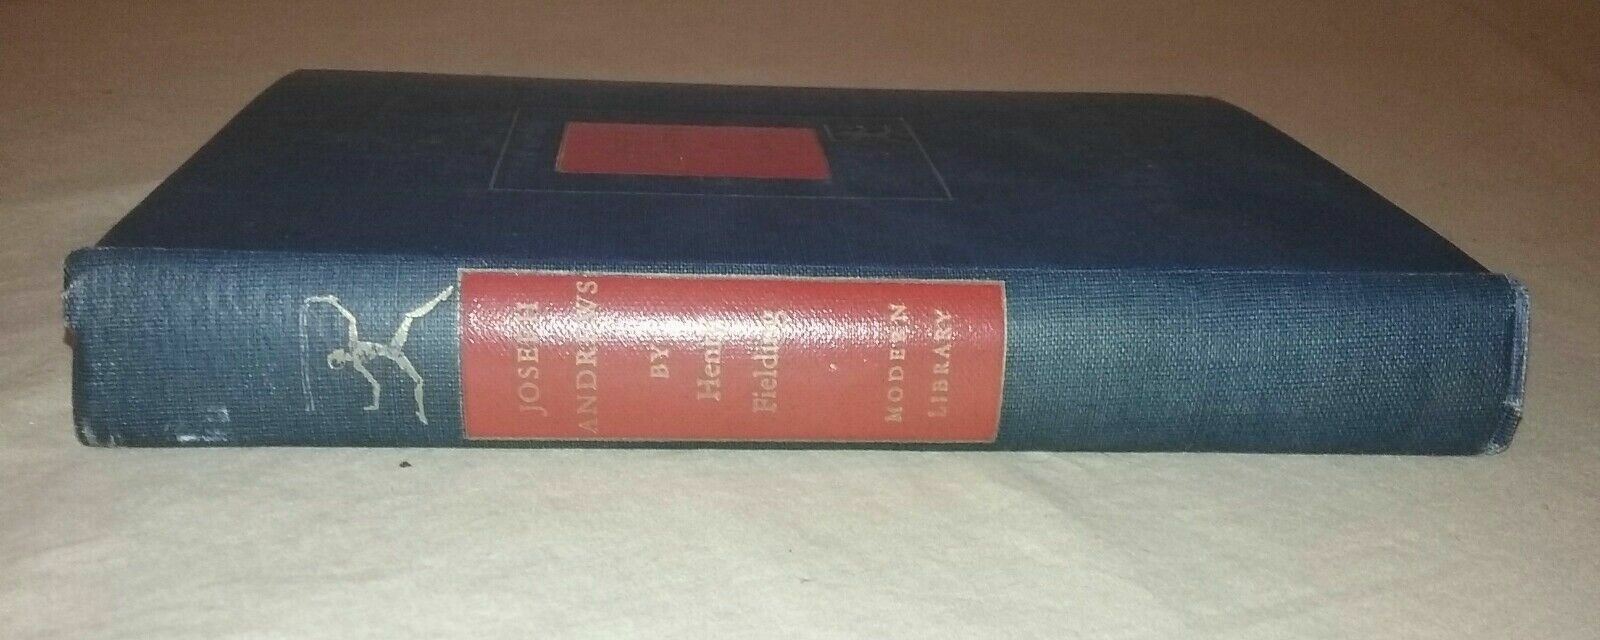 JOSEPH
ANDREWS
BY
Henry
Fielding
MODERN
LIBRARY